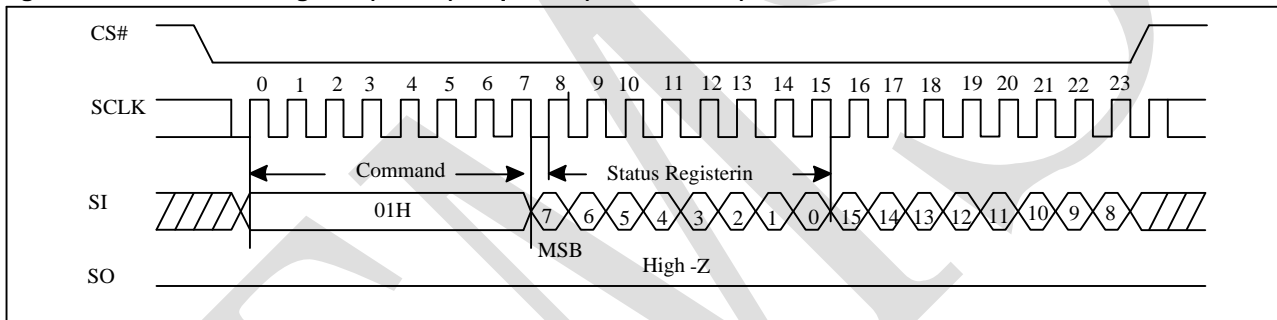 CS#
0 1 2 3 4 5 6 7 8 9 10 11 12 13 14 15 16 17 18 19 20 21 22 23
SCLK
Command Status Registerin
SI 01H 7 6 5 4 3 2 1 0 15 14 13 12 11 10 9 8
MSB
High -Z
SO